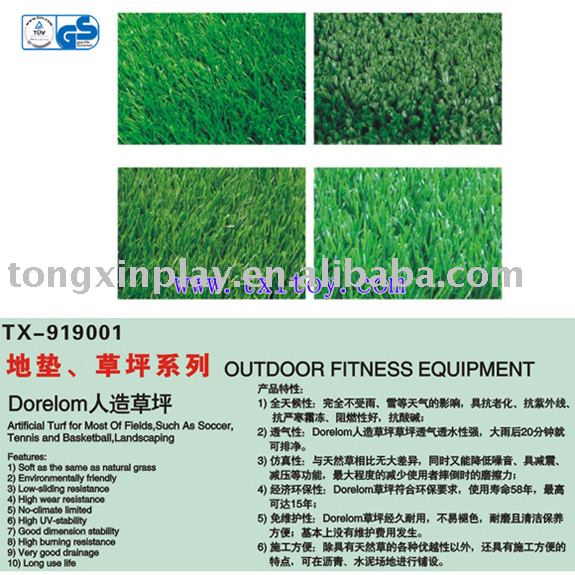 TÜV
GS
tongxinplay.en.alibaba.com
www.txitoy.com
TX-919001
地垫、草坪系列 OUTDOOR FITNESS EQUIPMENT
Dorelom人造草坪
Artificial Turf for Most Of Fields,Such As Soccer,
Tennis and Basketball,Landscaping
Features:
1) Soft as the same as natural grass
2) Environmentally friendly
3) Low-sliding resistance
4) High wear resistance
5) No-climate limited
6) High UV-stability
7) Good dimension stability
8) High burning resistance
9) Very good drainage
10) Long use life
产品特性:
1) 全天候性: 完全不受雨、雪等天气的影响, 具抗老化、抗紫外线、
抗严寒霜冻、阻燃性好, 抗酸碱;
2) 透气性: Dorelom人造草坪草坪透气透水性强, 大雨后20分钟就
可排净。
3) 仿真性: 与天然草相比无大差异, 同时又能降低噪音、具减震、
减压等功能, 最大程度的减少使用者摔倒时的磨擦力;
4) 经济环保性: Dorelom草坪符合环保要求, 使用寿命58年, 最高
可达15年;
5) 免维护性: Dorelom草坪经久耐用, 不易褪色, 耐磨且清洁保养
方便; 基本上没有维护费用发生。
6) 施工方便: 除具有天然草的各种优越性以外, 还具有施工方便的
特点, 可在沥青、水泥场地进行铺设。